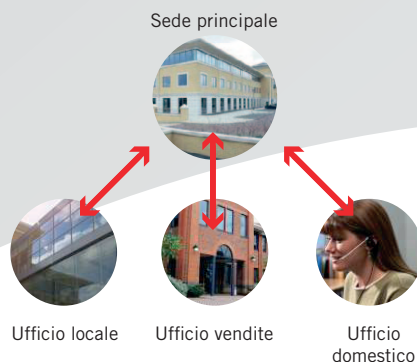 Sede principale
Ufficio locale
Ufficio vendite
Ufficio
domestico